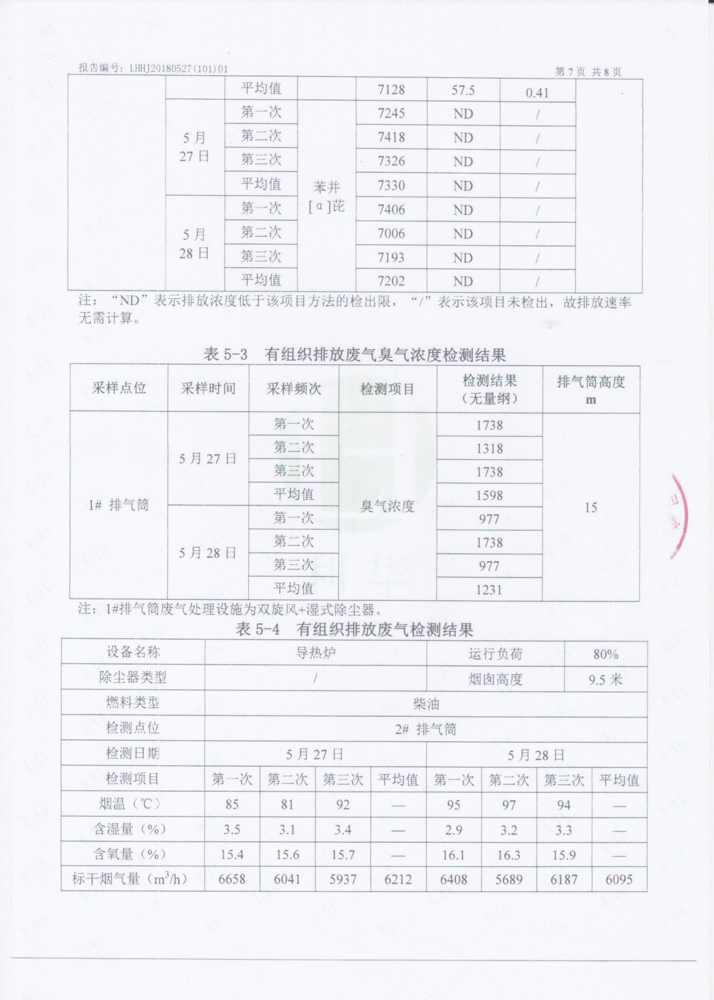 报告编号：LHHJ20180527(101)01
第 7 页 共 8 页
平均值 7128 57.5 0.41
5 月 27 日 第一次 苯并[α]芘 7245 ND /
第二次 7418 ND /
第三次 7326 ND /
平均值 7330 ND /
5 月 28 日 第一次 7406 ND /
第二次 7006 ND /
第三次 7193 ND /
平均值 7202 ND /
注：“ND”表示排放浓度低于该项目方法的检出限，“/”表示该项目未检出，故排放速率
无需计算。
表 5-3 有组织排放废气臭气浓度检测结果
采样点位 采样时间 采样频次 检测项目 检测结果（无量纲） 排气筒高度 m
1# 排气筒 5 月 27 日 第一次 臭气浓度 1738 15
第二次 1318
第三次 1738
平均值 1598
5 月 28 日 第一次 977
第二次 1738
第三次 977
平均值 1231
注：1#排气筒废气处理设施为双旋风+湿式除尘器。
表 5-4 有组织排放废气检测结果
设备名称 导热炉 运行负荷 80%
除尘器类型 / 烟囱高度 9.5 米
燃料类型 柴油
检测点位 2# 排气筒
检测日期 5 月 27 日 5 月 28 日
检测项目 第一次 第二次 第三次 平均值 第一次 第二次 第三次 平均值
烟温（℃） 85 81 92 — 95 97 94 —
含湿量（%） 3.5 3.1 3.4 — 2.9 3.2 3.3 —
含氧量（%） 15.4 15.6 15.7 — 16.1 16.3 15.9 —
标干烟气量（m³/h） 6658 6041 5937 6212 6408 5689 6187 6095